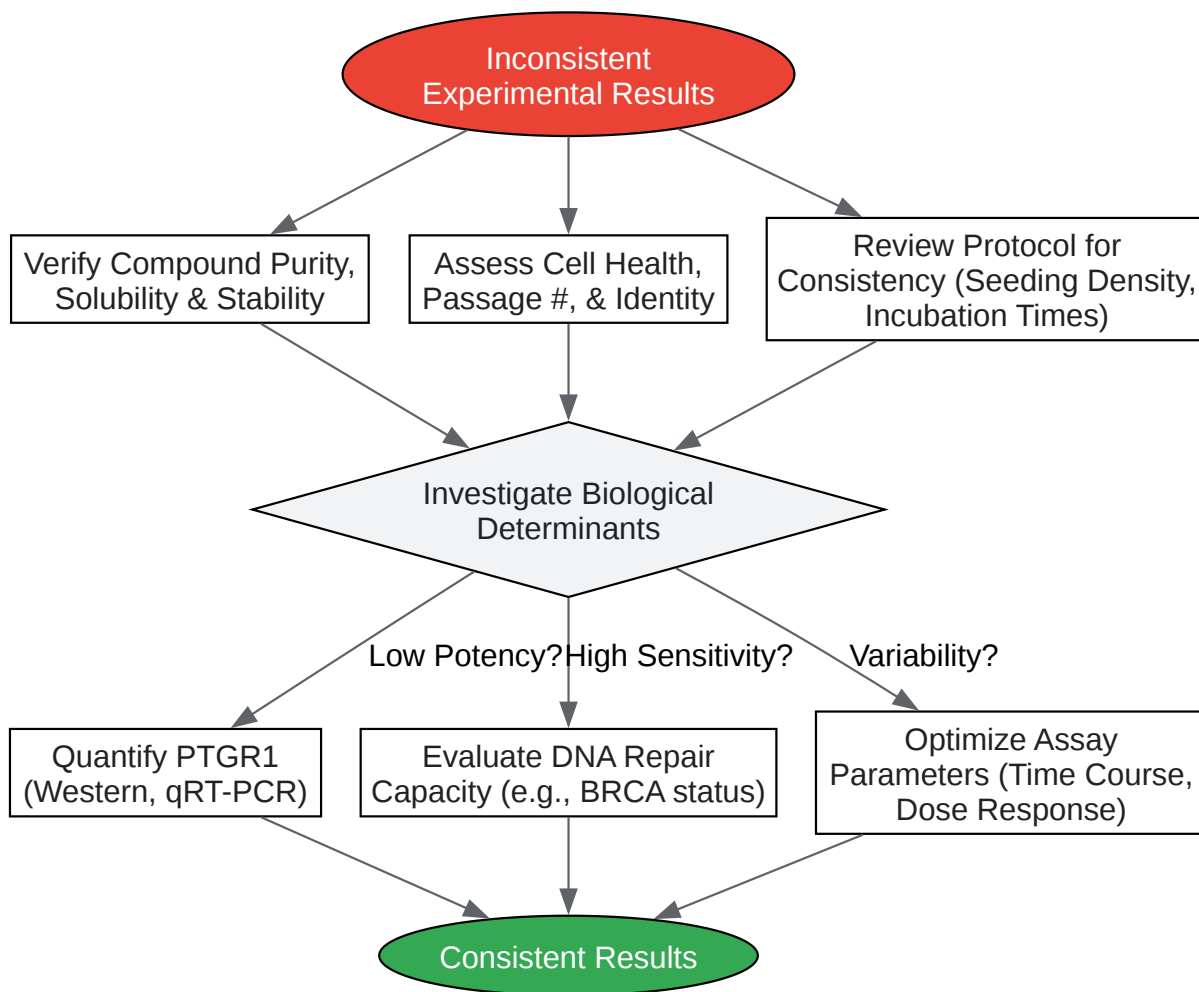 Inconsistent
Experimental Results
Verify Compound Purity,
Solubility & Stability
Assess Cell Health,
Passage #, & Identity
Review Protocol for
Consistency (Seeding Density,
Incubation Times)
Investigate Biological
Determinants
Low Potency?
High Sensitivity?
Variability?
Quantify PTGR1
(Western, qRT-PCR)
Evaluate DNA Repair
Capacity (e.g., BRCA status)
Optimize Assay
Parameters (Time Course,
Dose Response)
Consistent Results